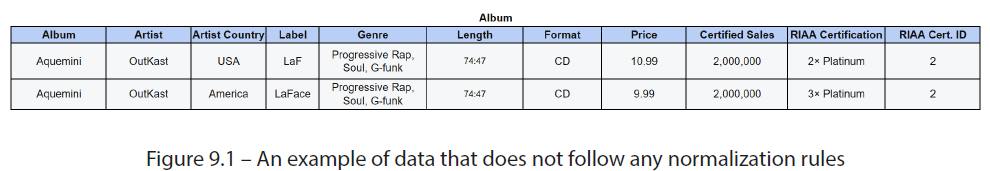 Album
Album Artist Artist Country Label Genre Length Format Price Certified Sales RIAA Certification RIAA Cert. ID
Aquemini OutKast USA LaF Progressive Rap, Soul, G-funk 74:47 CD 10.99 2,000,000 2× Platinum 2
Aquemini OutKast America LaFace Progressive Rap, Soul, G-funk 74:47 CD 9.99 2,000,000 3× Platinum 2
Figure 9.1 – An example of data that does not follow any normalization rules